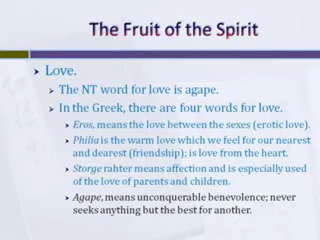 The Fruit of the Spirit
Love.
The NT word for love is agape.
In the Greek, there are four words for love.
Eros, means the love between the sexes (erotic love).
Philia is the warm love which we feel for our nearest
and dearest (friendship); is love from the heart.
Storge rahter means affection and is especially used
of the love of parents and children.
Agape, means unconquerable benevolence; never
seeks anything but the best for another.